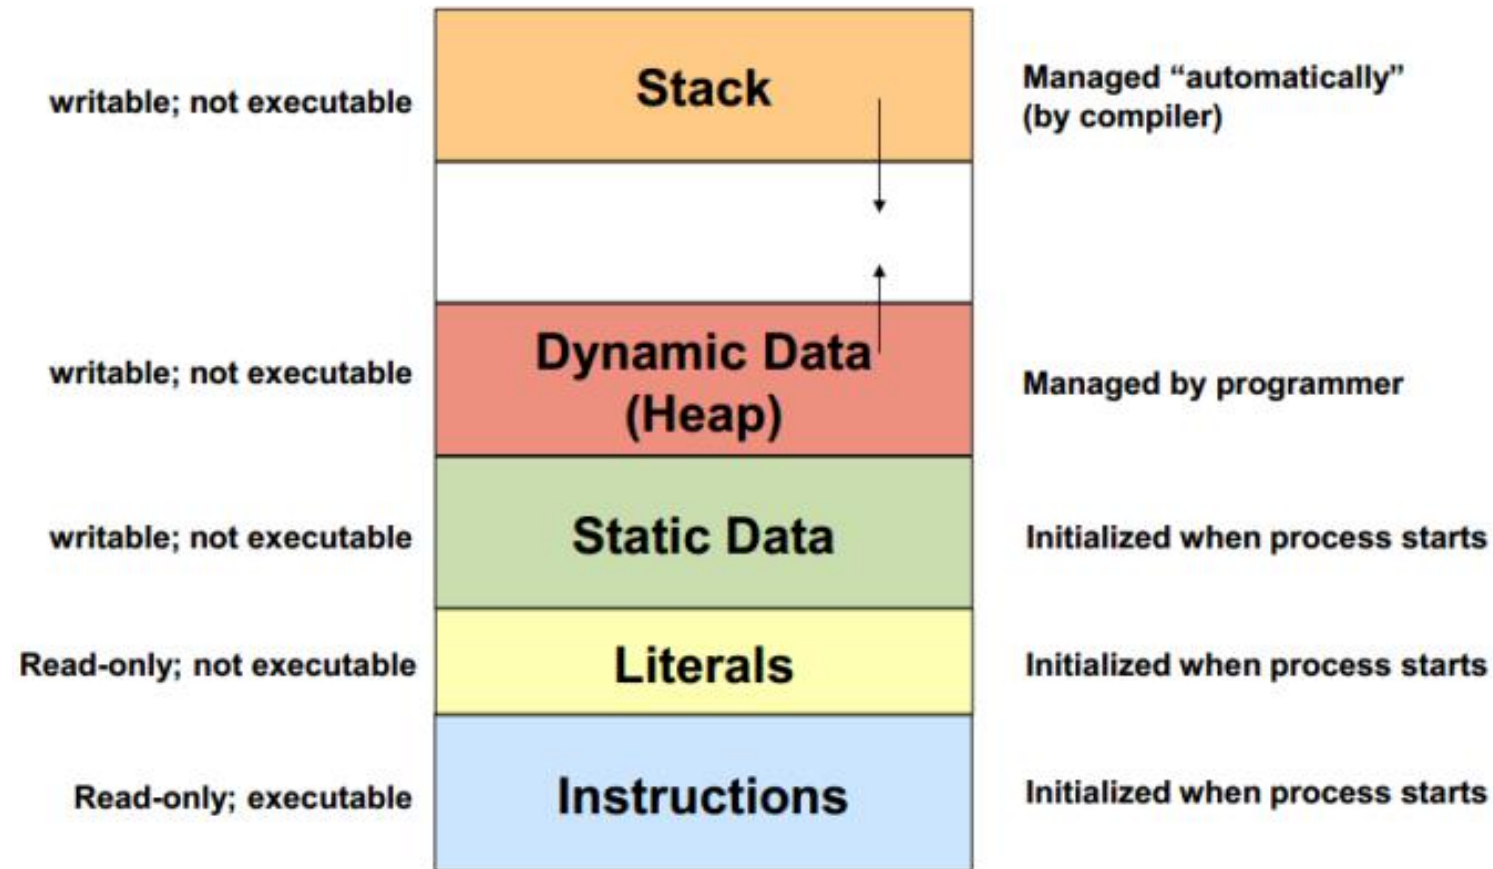 writable; not executable
Stack
Managed “automatically”
(by compiler)
writable; not executable
Dynamic Data
(Heap)
Managed by programmer
writable; not executable
Static Data
Initialized when process starts
Read-only; not executable
Literals
Initialized when process starts
Read-only; executable
Instructions
Initialized when process starts